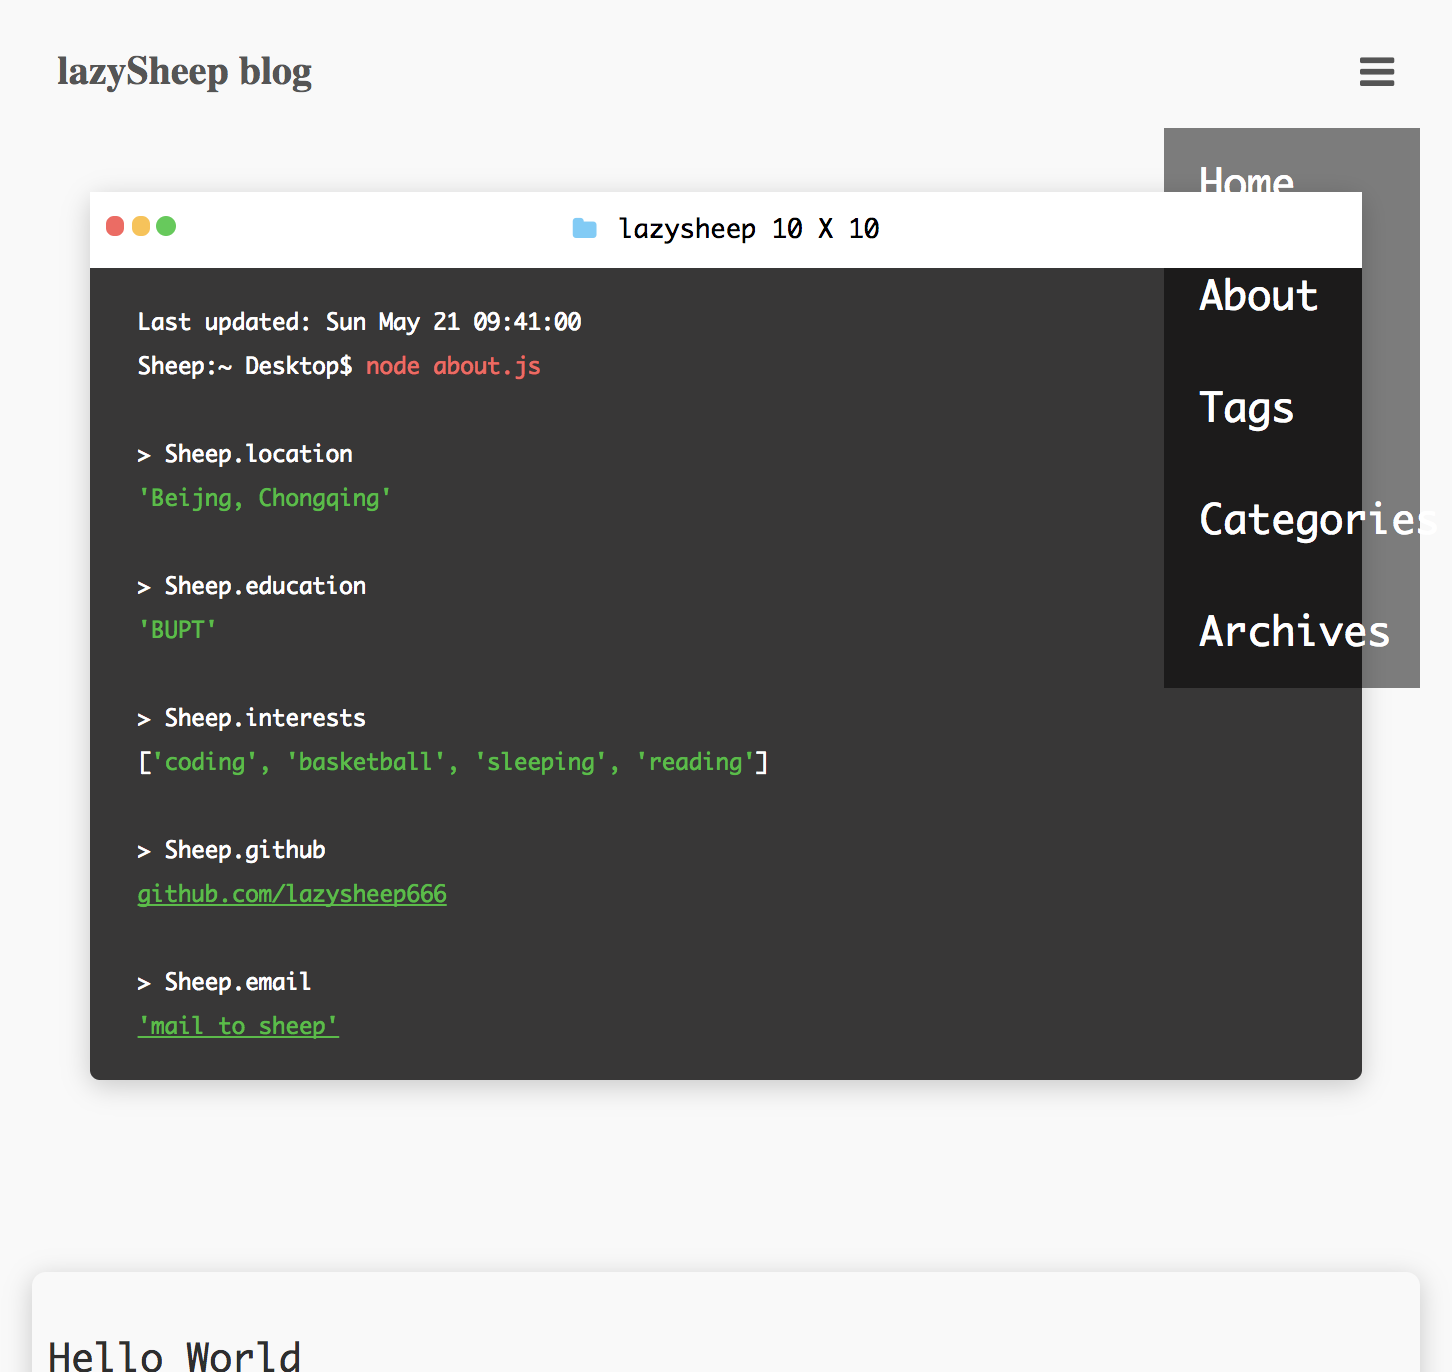 lazySheep blog
Home
lazysheep 10 X 10
About
Tags
Categories
Archives
Last updated: Sun May 21 09:41:00
Sheep:~ Desktop$ node about.js
> Sheep.location
'Beijng, Chongqing'
> Sheep.education
'BUPT'
> Sheep.interests
['coding', 'basketball', 'sleeping', 'reading']
> Sheep.github
github.com/lazysheep666
> Sheep.email
'mail to sheep'
Hello World